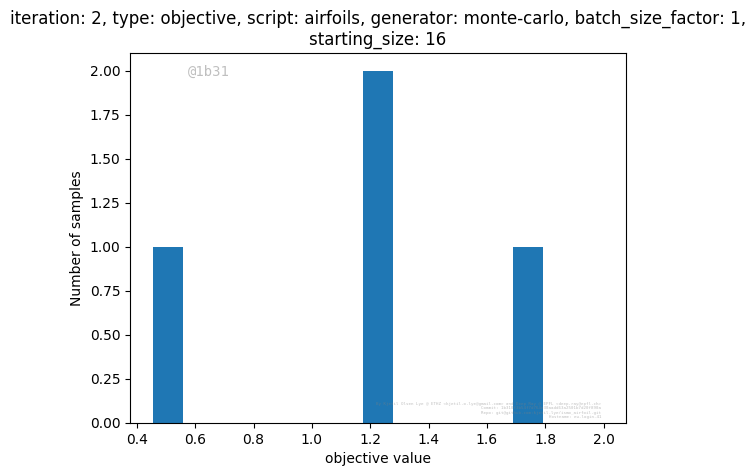 iteration: 2, type: objective, script: airfoils, generator: monte-carlo, batch_size_factor: 1,
starting_size: 16
@1b31
2.00
1.75
1.50
1.25
1.00
0.75
0.50
0.25
0.00
Number of samples
0.4 0.6 0.8 1.0 1.2 1.4 1.6 1.8 2.0
objective value